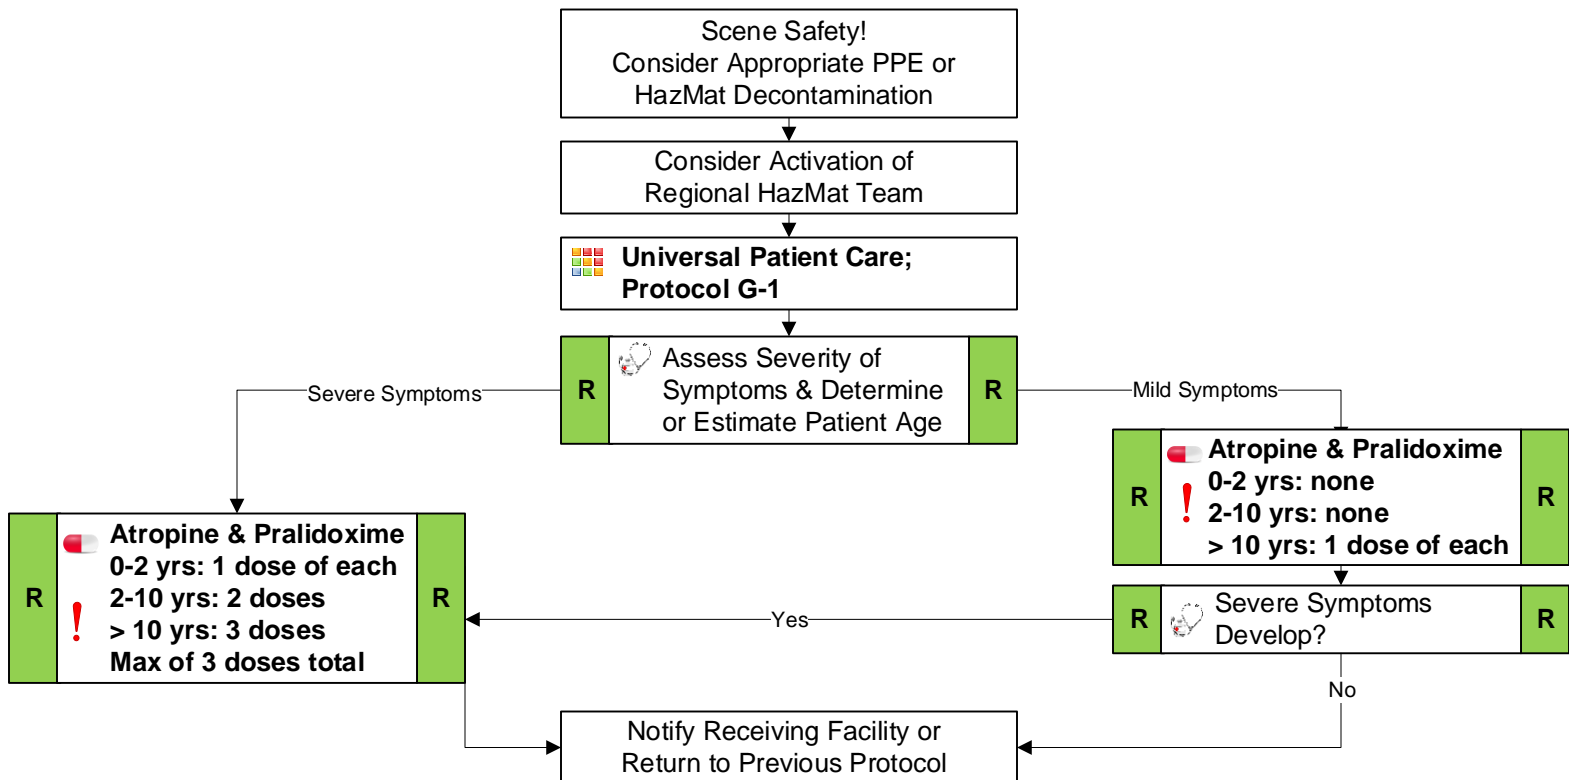 Scene Safety!
Consider Appropriate PPE or
HazMat Decontamination
Consider Activation of
Regional HazMat Team
Universal Patient Care;
Protocol G-1
R
Assess Severity of
Symptoms & Determine
or Estimate Patient Age
R
Severe Symptoms
Mild Symptoms
R
Atropine & Pralidoxime
0-2 yrs: none
2-10 yrs: none
> 10 yrs: 1 dose of each
R
R
Atropine & Pralidoxime
0-2 yrs: 1 dose of each
2-10 yrs: 2 doses
> 10 yrs: 3 doses
Max of 3 doses total
R
Yes
R
Severe Symptoms
Develop?
R
No
Notify Receiving Facility or
Return to Previous Protocol